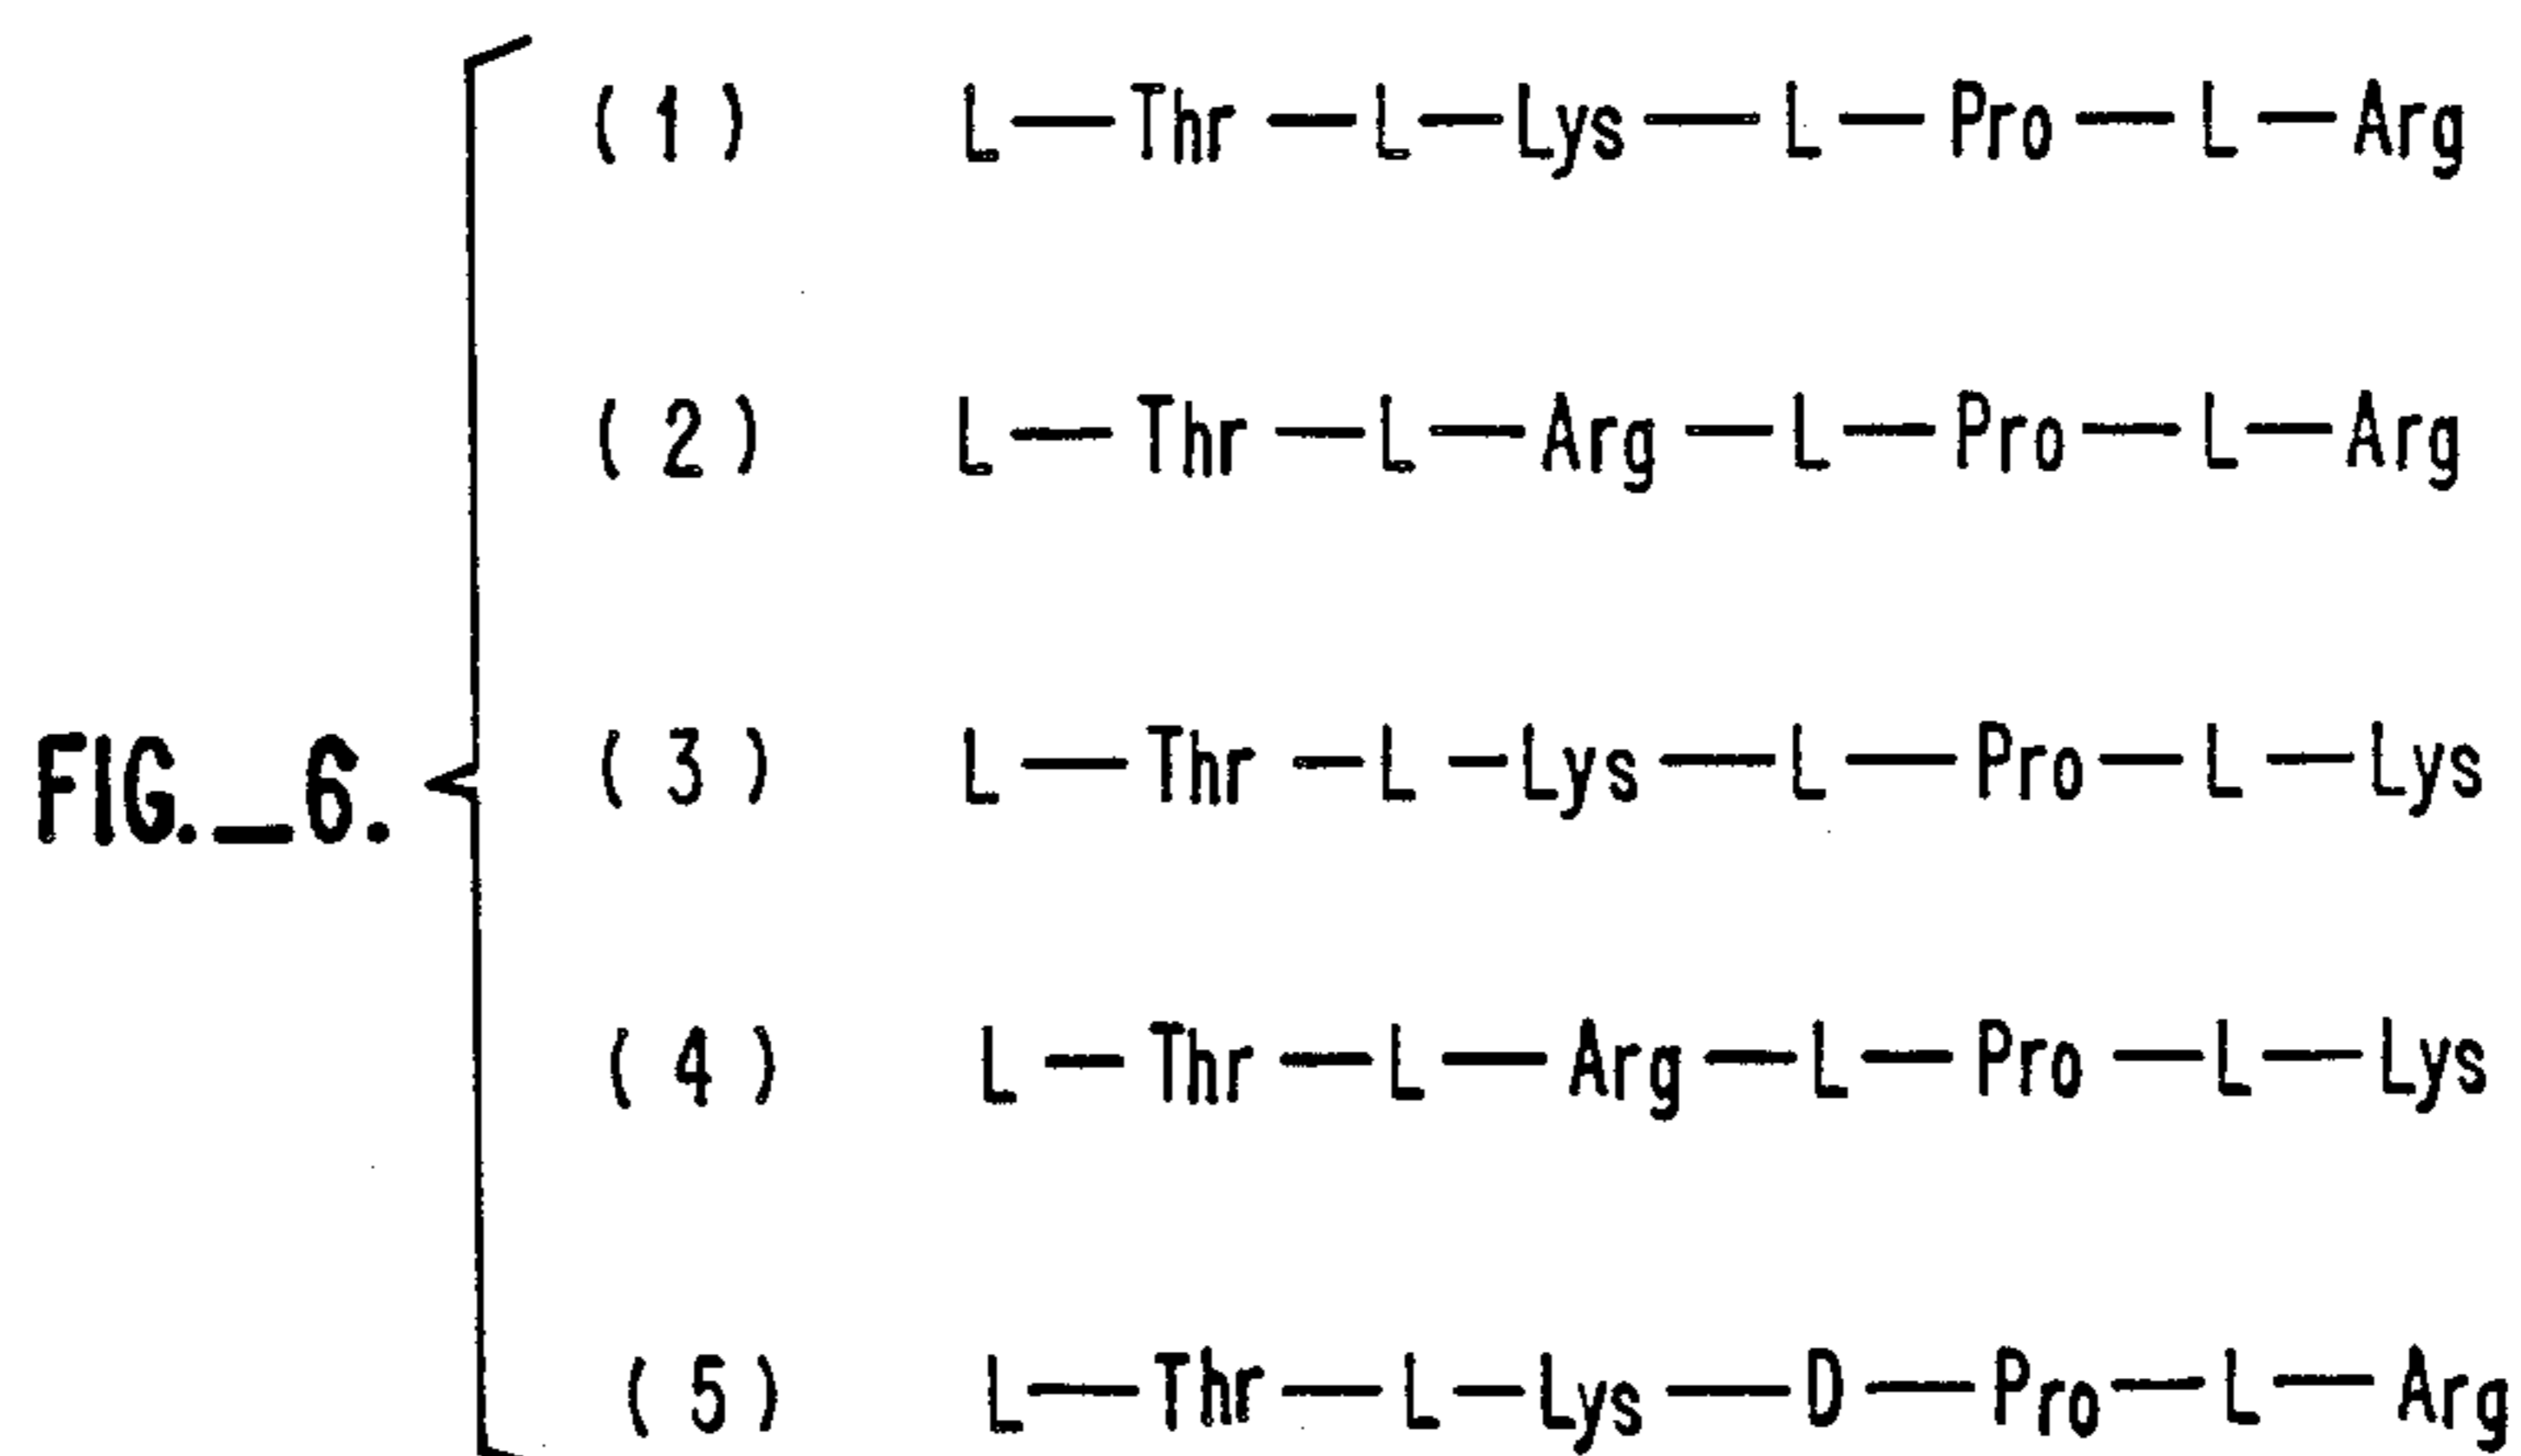 (1) L—Thr—L—Lys—L—Pro—L—Arg
(2) L—Thr—L—Arg—L—Pro—L—Arg
FIG._6. (3) L—Thr—L—Lys—L—Pro—L—Lys
(4) L—Thr—L—Arg—L—Pro—L—Lys
(5) L—Thr—L—Lys—D—Pro—L—Arg